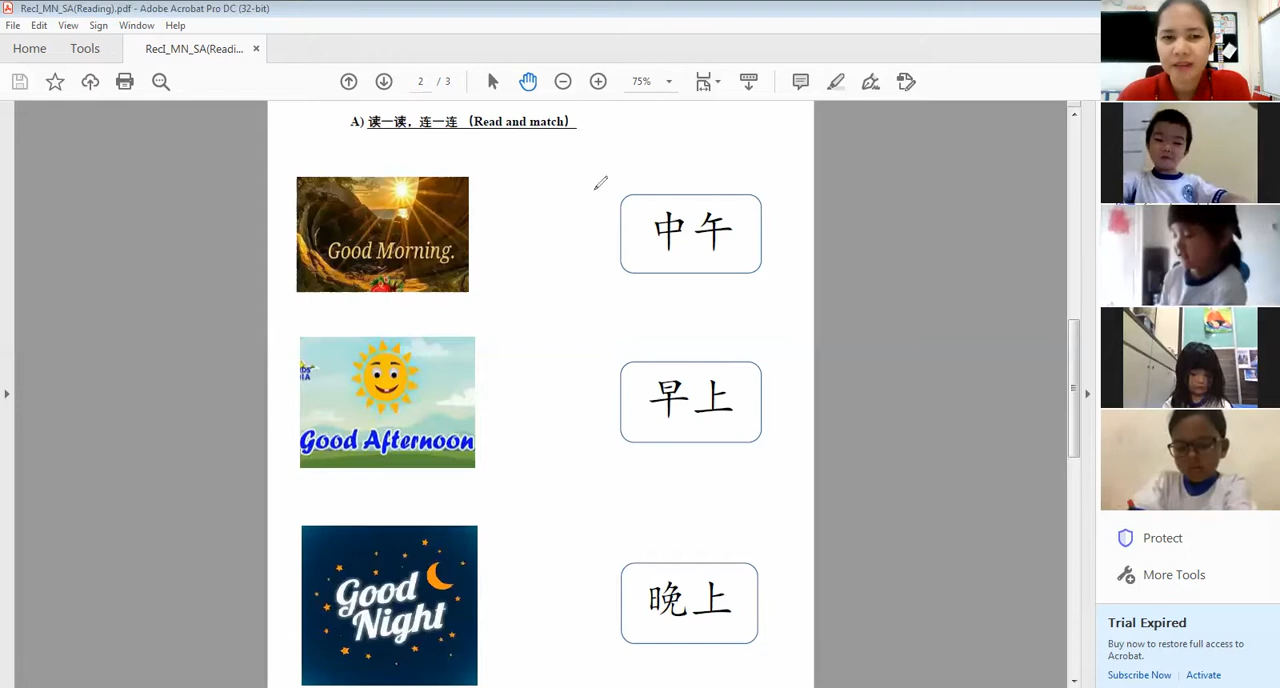 RecI_MN_SA(Reading).pdf - Adobe Acrobat Pro DC (32-bit)
File Edit View Sign Window Help
Home Tools RecI_MN_SA(Readi... ×
2 / 3 75%
A) 读一读，连一连 （Read and match）
Good Morning.
中午
Good Afternoon
早上
Good
Night
晚上
Protect
More Tools
Trial Expired
Buy now to restore full access to
Acrobat.
Subscribe Now | Activate